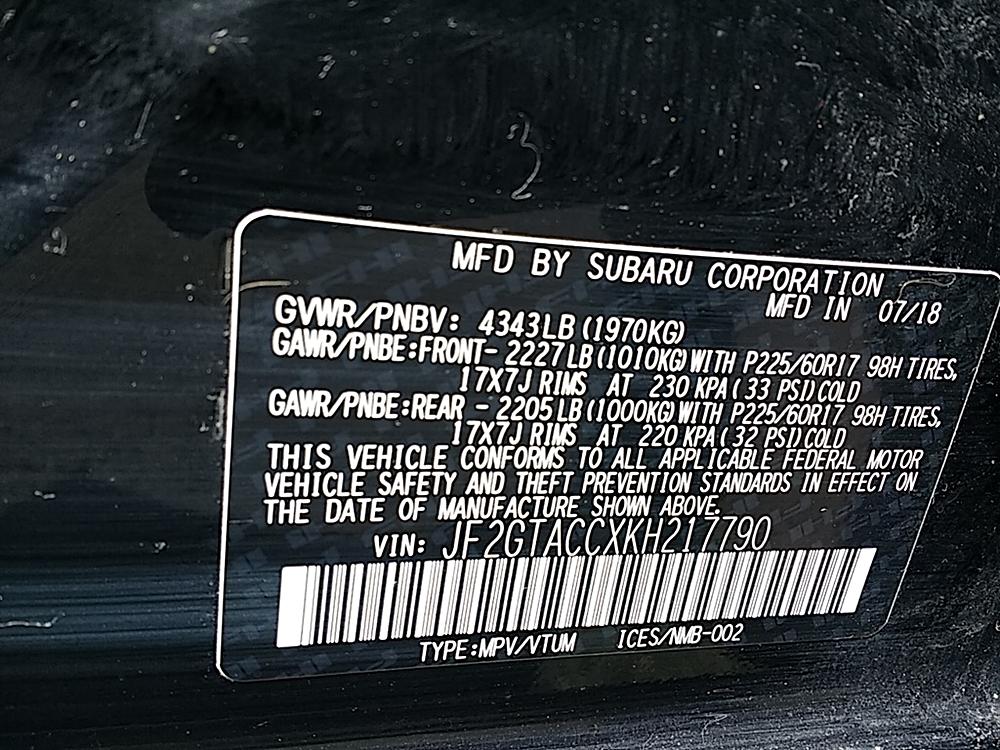 3
MFD BY SUBARU CORPORATION
MFD IN 07/18
GVWR/PNBV: 4343LB (1970KG)
GAWR/PNBE:FRONT- 2227LB (1010KG) WITH P225/60R17 98H TIRES,
17X7J RIMS AT 230 KPA ( 33 PSI) COLD
GAWR/PNBE:REAR - 2205 LB (1000KG) WITH P225/60R17 98H TIRES,
17X7J RIMS AT 220 KPA ( 32 PSI) COLD
THIS VEHICLE CONFORMS TO ALL APPLICABLE FEDERAL MOTOR
VEHICLE SAFETY AND THEFT PREVENTION STANDARDS IN EFFECT ON
THE DATE OF MANUFACTURE SHOWN ABOVE.
VIN: JF2GTACCXKH217790
TYPE:MPV/VTUM ICES/NMB-002